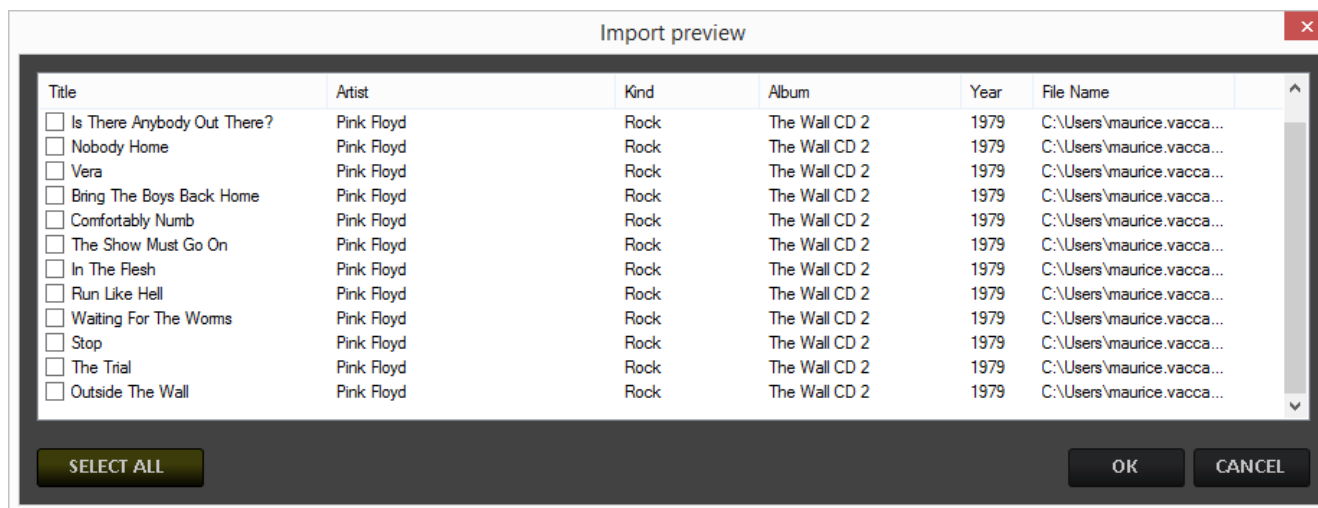 Import preview
Title Artist Kind Album Year File Name
Is There Anybody Out There? Pink Floyd Rock The Wall CD 2 1979 C:\Users\maurice.vacca...
Nobody Home Pink Floyd Rock The Wall CD 2 1979 C:\Users\maurice.vacca...
Vera Pink Floyd Rock The Wall CD 2 1979 C:\Users\maurice.vacca...
Bring The Boys Back Home Pink Floyd Rock The Wall CD 2 1979 C:\Users\maurice.vacca...
Comfortably Numb Pink Floyd Rock The Wall CD 2 1979 C:\Users\maurice.vacca...
The Show Must Go On Pink Floyd Rock The Wall CD 2 1979 C:\Users\maurice.vacca...
In The Flesh Pink Floyd Rock The Wall CD 2 1979 C:\Users\maurice.vacca...
Run Like Hell Pink Floyd Rock The Wall CD 2 1979 C:\Users\maurice.vacca...
Waiting For The Worms Pink Floyd Rock The Wall CD 2 1979 C:\Users\maurice.vacca...
Stop Pink Floyd Rock The Wall CD 2 1979 C:\Users\maurice.vacca...
The Trial Pink Floyd Rock The Wall CD 2 1979 C:\Users\maurice.vacca...
Outside The Wall Pink Floyd Rock The Wall CD 2 1979 C:\Users\maurice.vacca...
SELECT ALL OK CANCEL